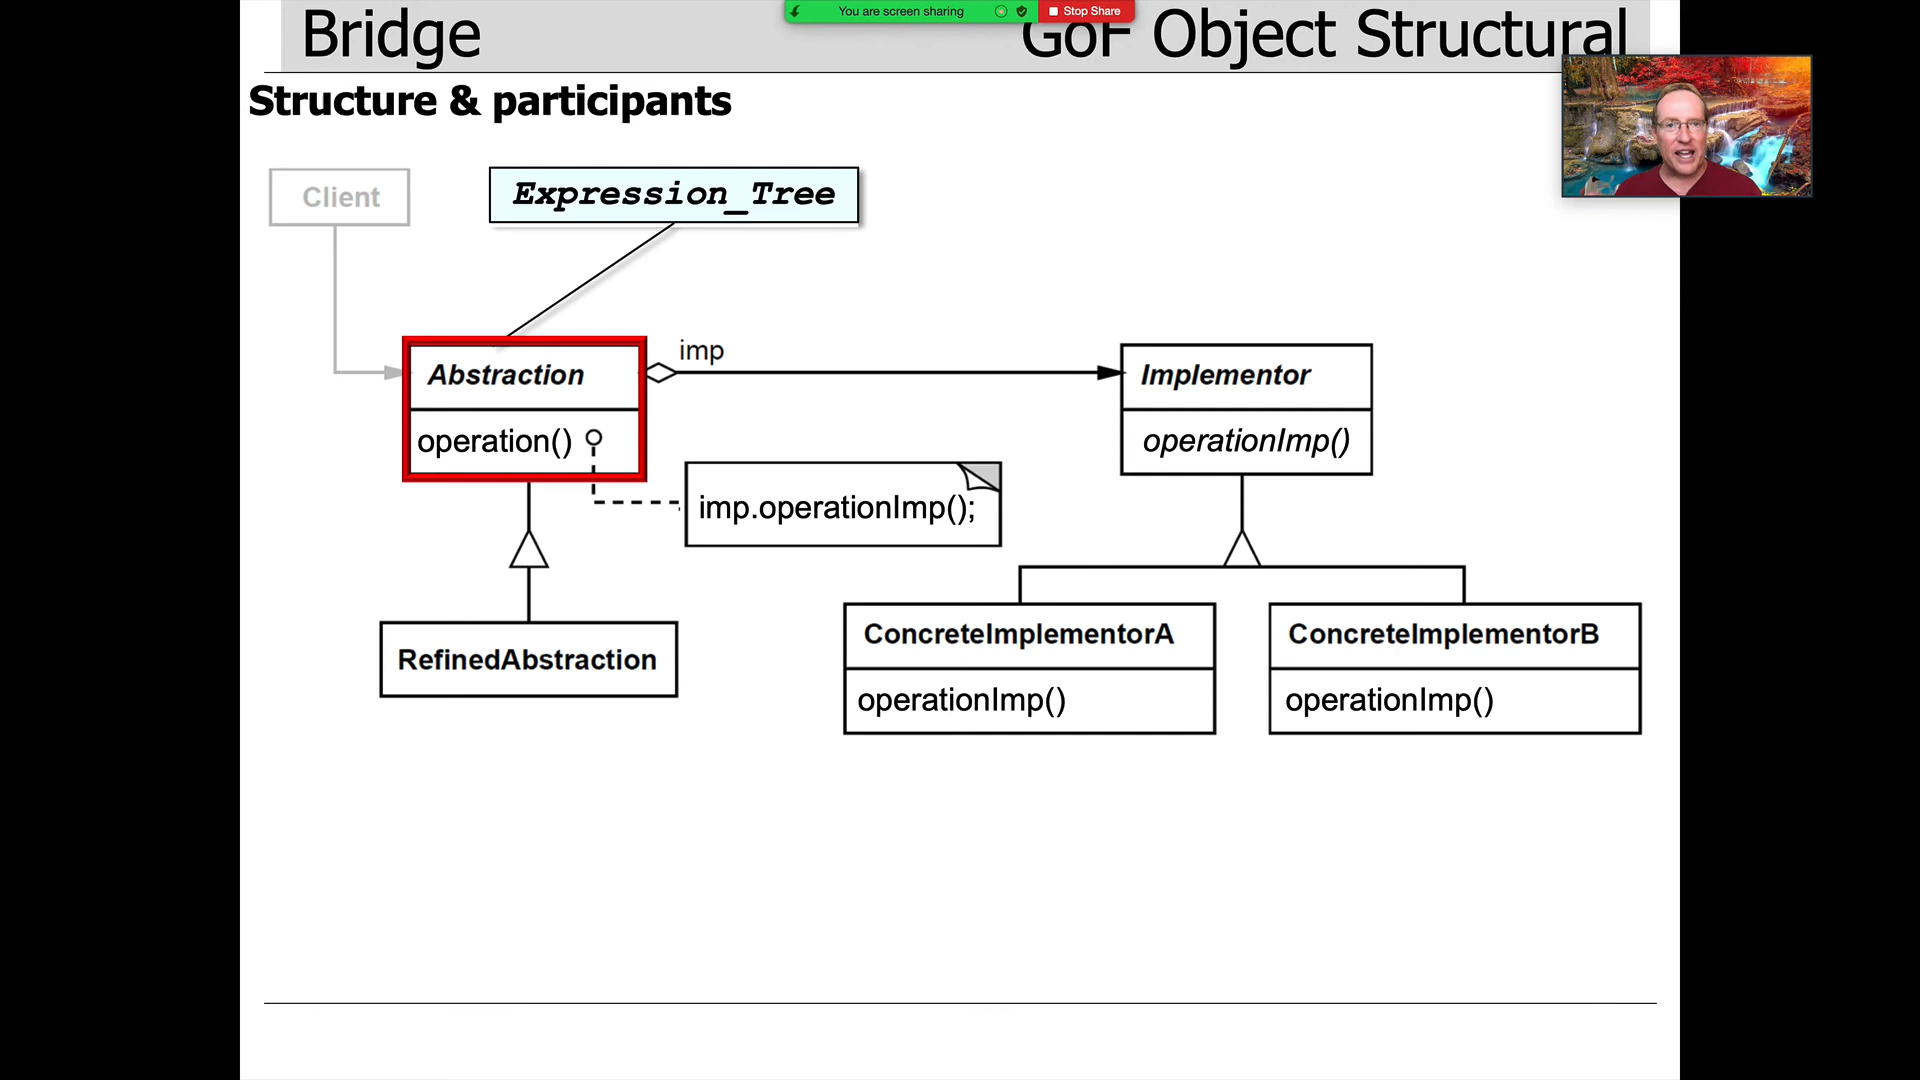 You are screen sharing
Stop Share
Bridge
GoF Object Structural
Structure & participants
Client
Expression_Tree
imp
Abstraction
Implementor
operation()
operationImp()
imp.operationImp();
ConcreteImplementorA
ConcreteImplementorB
RefinedAbstraction
operationImp()
operationImp()